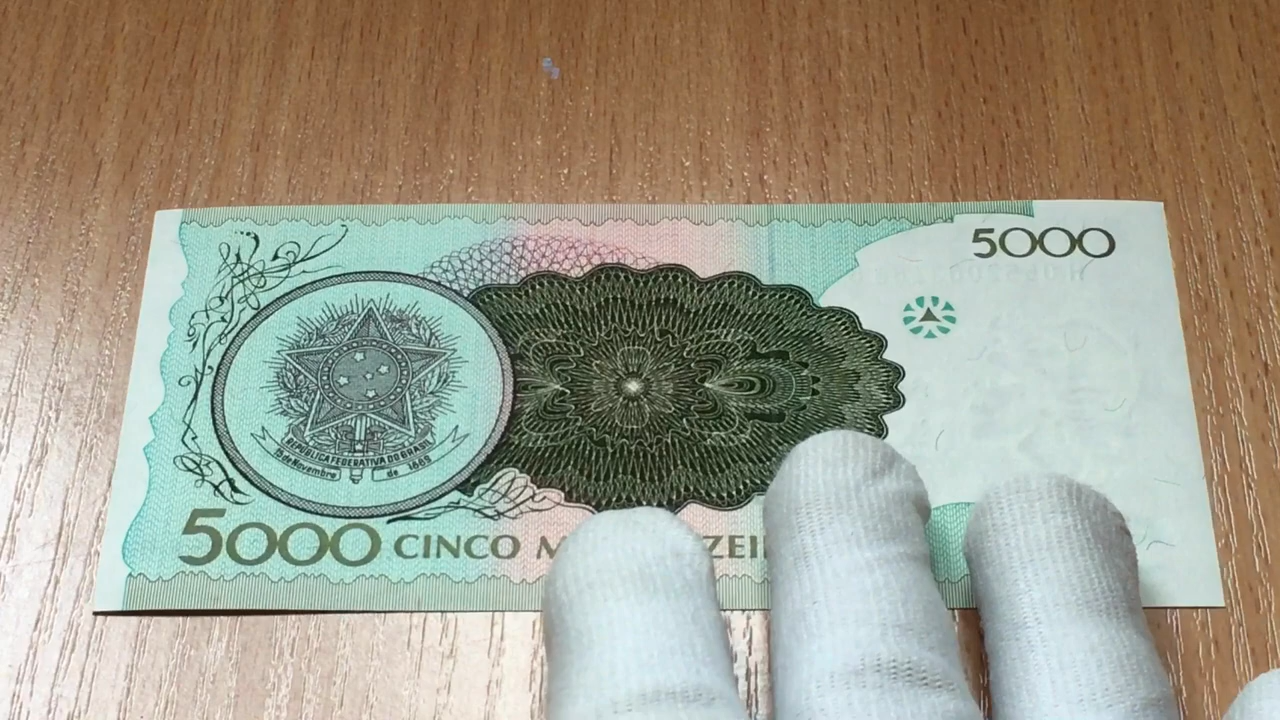 5000
REPÚBLICA FEDERATIVA DO BRASIL
15 de Novembro de 1889
5000 CINCO